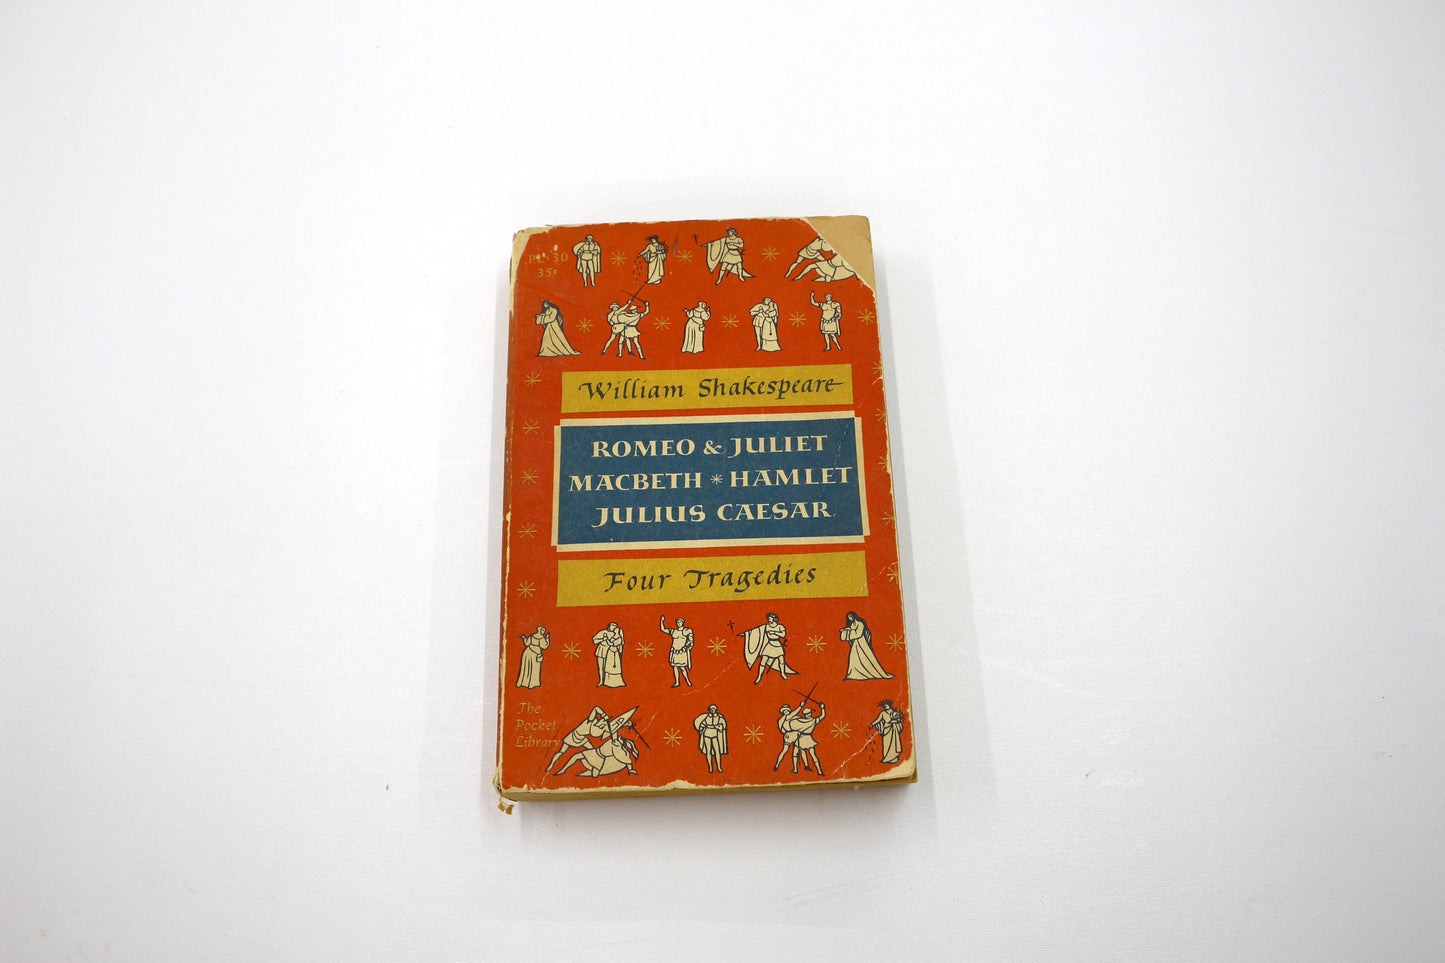 PL-30
35¢
William Shakespeare
ROMEO & JULIET
MACBETH * HAMLET
JULIUS CAESAR
Four Tragedies
The
Pocket
Library